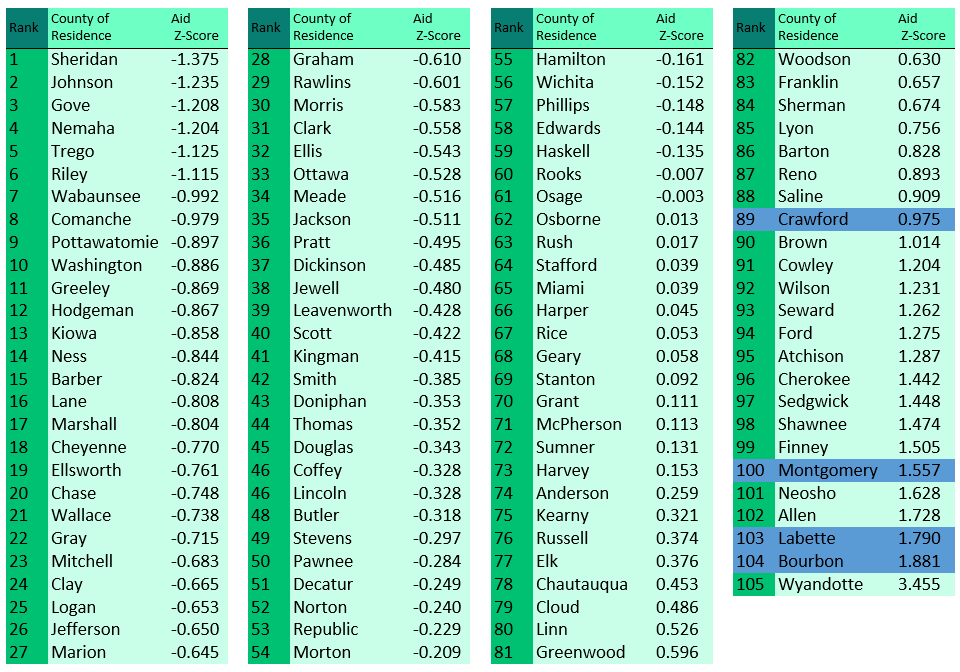 Rank County of Residence Aid Z-Score
1 Sheridan -1.375
2 Johnson -1.235
3 Gove -1.208
4 Nemaha -1.204
5 Trego -1.125
6 Riley -1.115
7 Wabaunsee -0.992
8 Comanche -0.979
9 Pottawatomie -0.897
10 Washington -0.886
11 Greeley -0.869
12 Hodgeman -0.867
13 Kiowa -0.858
14 Ness -0.844
15 Barber -0.824
16 Lane -0.808
17 Marshall -0.804
18 Cheyenne -0.770
19 Ellsworth -0.761
20 Chase -0.748
21 Wallace -0.738
22 Gray -0.715
23 Mitchell -0.683
24 Clay -0.665
25 Logan -0.653
26 Jefferson -0.650
27 Marion -0.645
Rank County of Residence Aid Z-Score
28 Graham -0.610
29 Rawlins -0.601
30 Morris -0.583
31 Clark -0.558
32 Ellis -0.543
33 Ottawa -0.528
34 Meade -0.516
35 Jackson -0.511
36 Pratt -0.495
37 Dickinson -0.485
38 Jewell -0.480
39 Leavenworth -0.428
40 Scott -0.422
41 Kingman -0.415
42 Smith -0.385
43 Doniphan -0.353
44 Thomas -0.352
45 Douglas -0.343
46 Coffey -0.328
46 Lincoln -0.328
48 Butler -0.318
49 Stevens -0.297
50 Pawnee -0.284
51 Decatur -0.249
52 Norton -0.240
53 Republic -0.229
54 Morton -0.209
Rank County of Residence Aid Z-Score
55 Hamilton -0.161
56 Wichita -0.152
57 Phillips -0.148
58 Edwards -0.144
59 Haskell -0.135
60 Rooks -0.007
61 Osage -0.003
62 Osborne 0.013
63 Rush 0.017
64 Stafford 0.039
65 Miami 0.039
66 Harper 0.045
67 Rice 0.053
68 Geary 0.058
69 Stanton 0.092
70 Grant 0.111
71 McPherson 0.113
72 Sumner 0.131
73 Harvey 0.153
74 Anderson 0.259
75 Kearny 0.321
76 Russell 0.374
77 Elk 0.376
78 Chautauqua 0.453
79 Cloud 0.486
80 Linn 0.526
81 Greenwood 0.596
Rank County of Residence Aid Z-Score
82 Woodson 0.630
83 Franklin 0.657
84 Sherman 0.674
85 Lyon 0.756
86 Barton 0.828
87 Reno 0.893
88 Saline 0.909
89 Crawford 0.975
90 Brown 1.014
91 Cowley 1.204
92 Wilson 1.231
93 Seward 1.262
94 Ford 1.275
95 Atchison 1.287
96 Cherokee 1.442
97 Sedgwick 1.448
98 Shawnee 1.474
99 Finney 1.505
100 Montgomery 1.557
101 Neosho 1.628
102 Allen 1.728
103 Labette 1.790
104 Bourbon 1.881
105 Wyandotte 3.455